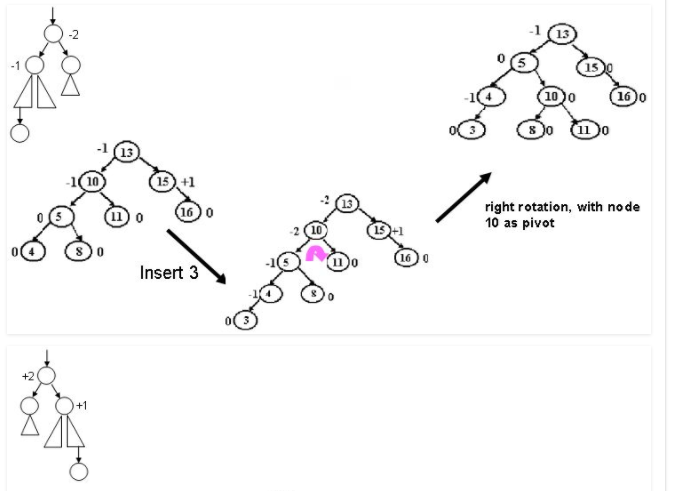 -2
-1
-1 13
-1 10 15 +1
0 5 11 0 16 0
0 4 8 0
Insert 3
-2 13
-2 10 15 +1
-1 5 11 0 16 0
-1 4 8 0
0 3
right rotation, with node
10 as pivot
-1 13
0 5 15 0
-1 4 10 0 16 0
0 3 8 0 11 0
+2
+1